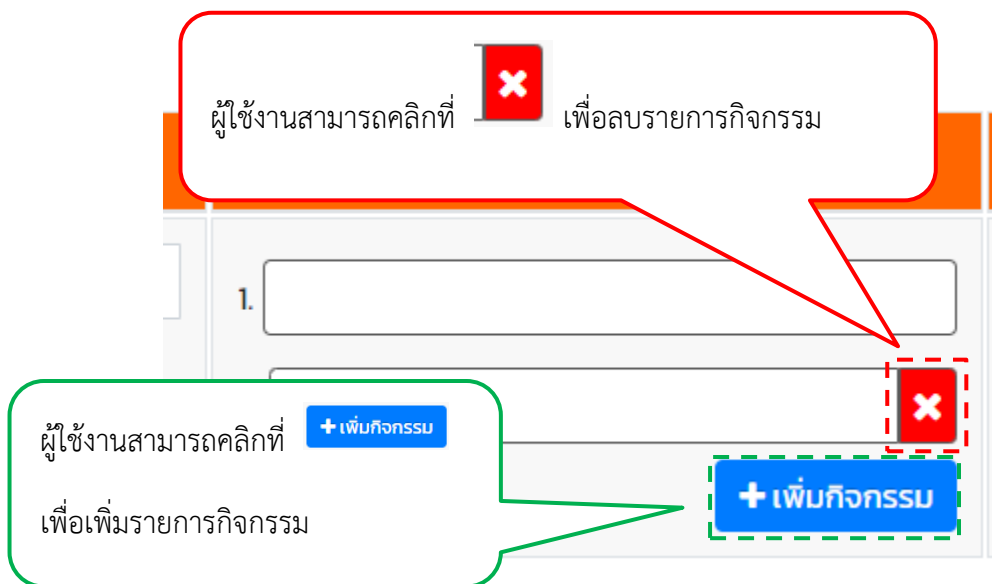 ผู้ใช้งานสามารถคลิกที่ เพื่อลบรายการกิจกรรม
1.
ผู้ใช้งานสามารถคลิกที่ +เพิ่มกิจกรรม
เพื่อเพิ่มรายการกิจกรรม
+เพิ่มกิจกรรม